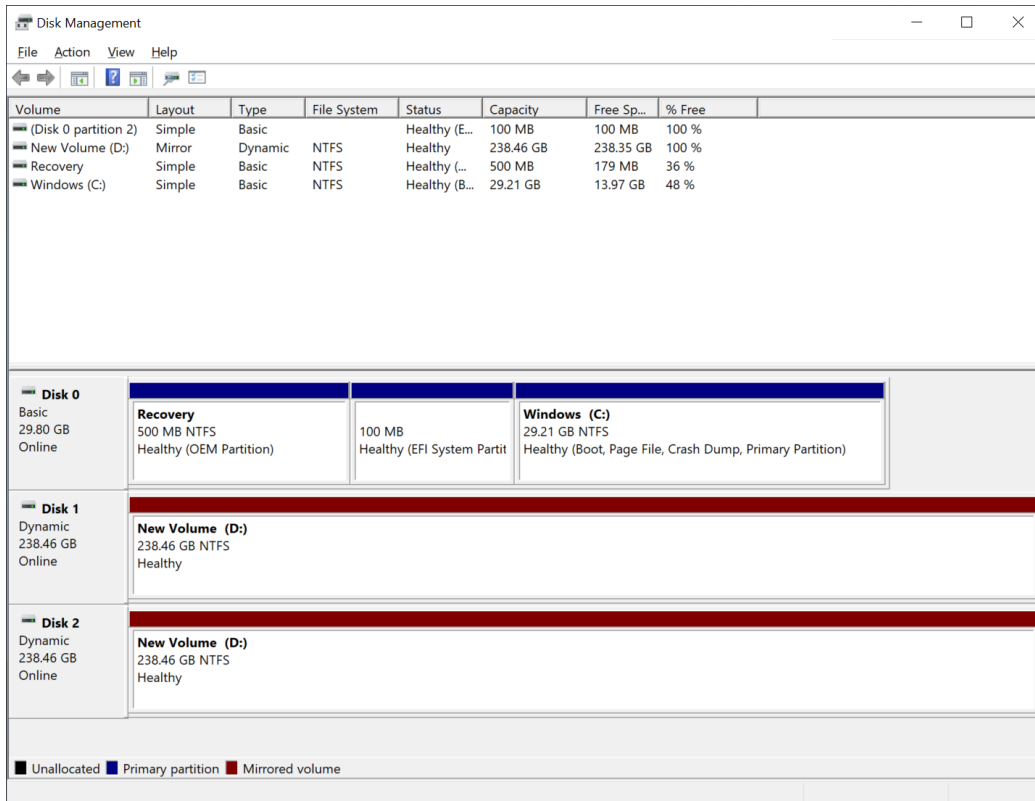 Disk Management
File Action View Help
Volume Layout Type File System Status Capacity Free Sp... % Free
(Disk 0 partition 2) Simple Basic Healthy (E... 100 MB 100 MB 100 %
New Volume (D:) Mirror Dynamic NTFS Healthy 238.46 GB 238.35 GB 100 %
Recovery Simple Basic NTFS Healthy (... 500 MB 179 MB 36 %
Windows (C:) Simple Basic NTFS Healthy (B... 29.21 GB 13.97 GB 48 %
Disk 0
Basic
29.80 GB
Online
Recovery
500 MB NTFS
Healthy (OEM Partition)
100 MB
Healthy (EFI System Partit
Windows (C:)
29.21 GB NTFS
Healthy (Boot, Page File, Crash Dump, Primary Partition)
Disk 1
Dynamic
238.46 GB
Online
New Volume (D:)
238.46 GB NTFS
Healthy
Disk 2
Dynamic
238.46 GB
Online
New Volume (D:)
238.46 GB NTFS
Healthy
Unallocated Primary partition Mirrored volume